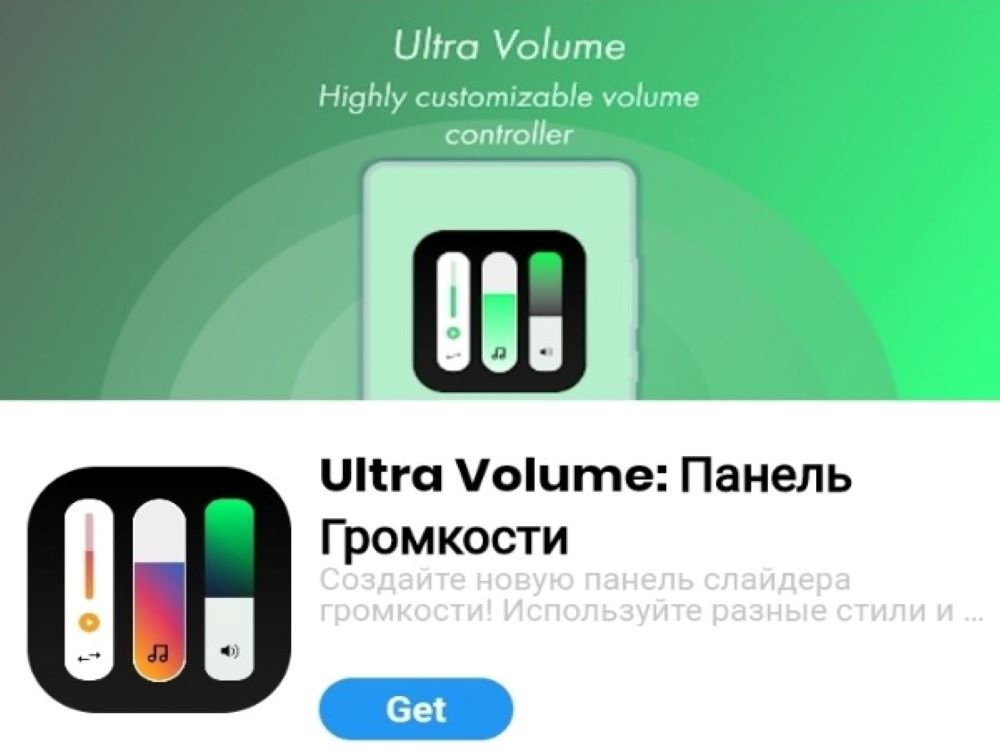 Ultra Volume
Highly customizable volume
controller
Ultra Volume: Панель
Громкости
Создайте новую панель слайдера
громкости! Используйте разные стили и ...
Get